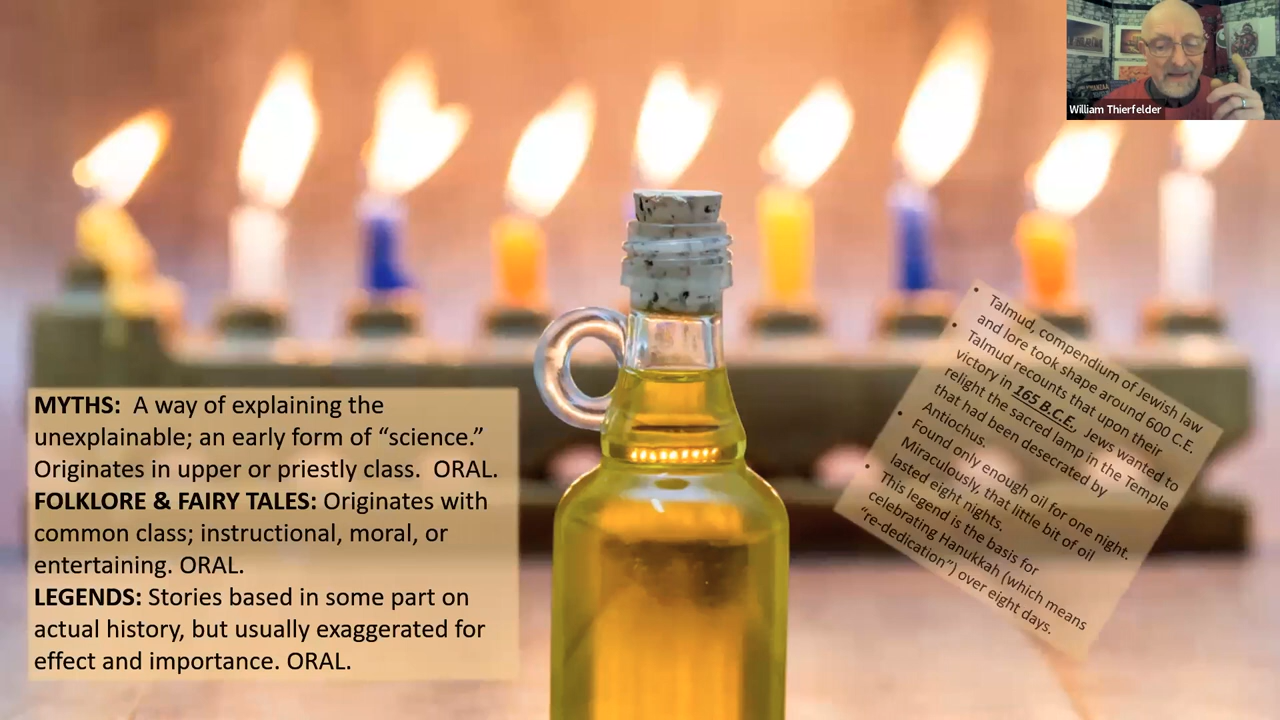 William Thierfelder
MYTHS: A way of explaining the
unexplainable; an early form of “science.”
Originates in upper or priestly class. ORAL.
FOLKLORE & FAIRY TALES: Originates with
common class; instructional, moral, or
entertaining. ORAL.
LEGENDS: Stories based in some part on
actual history, but usually exaggerated for
effect and importance. ORAL.
• Talmud, compendium of Jewish law
and lore took shape around 600 C.E.
• Talmud recounts that upon their
victory in 165 B.C.E., Jews wanted to
relight the sacred lamp in the Temple
that had been desecrated by
Antiochus.
• Found only enough oil for one night.
Miraculously, that little bit of oil
lasted eight nights.
• This legend is the basis for
celebrating Hanukkah (which means
“re-dedication”) over eight days.